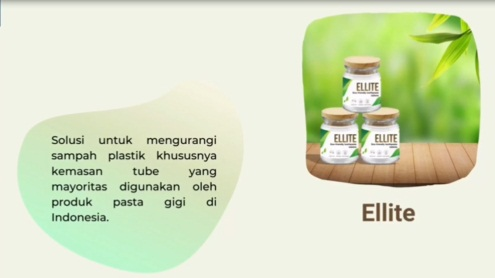 Solusi untuk mengurangi
sampah plastik khususnya
kemasan tube yang
mayoritas digunakan oleh
produk pasta gigi di
Indonesia.
ELLITE
ELLITE
ELLITE
Ellite